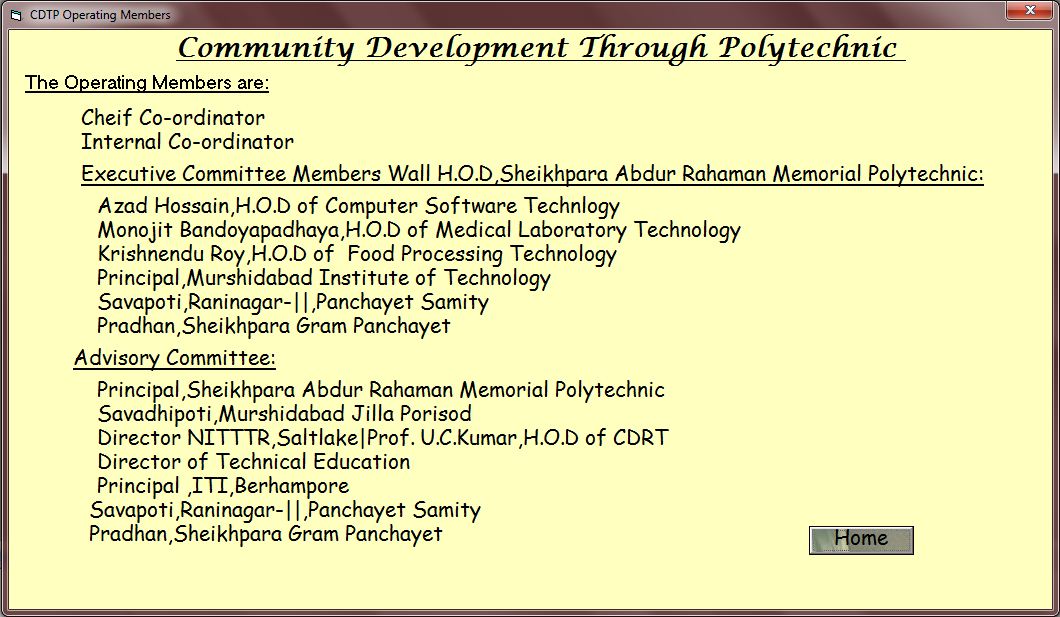 CDTP Operating Members
Community Development Through Polytechnic
The Operating Members are:
Cheif Co-ordinator
Internal Co-ordinator
Executive Committee Members Wall H.O.D,Sheikhpara Abdur Rahaman Memorial Polytechnic:
Azad Hossain,H.O.D of Computer Software Technlogy
Monojit Bandoyapadhaya,H.O.D of Medical Laboratory Technology
Krishnendu Roy,H.O.D of  Food Processing Technology
Principal,Murshidabad Institute of Technology
Savapoti,Raninagar-||,Panchayet Samity
Pradhan,Sheikhpara Gram Panchayet
Advisory Committee:
Principal,Sheikhpara Abdur Rahaman Memorial Polytechnic
Savadhipoti,Murshidabad Jilla Porisod
Director NITTTR,Saltlake|Prof. U.C.Kumar,H.O.D of CDRT
Director of Technical Education
Principal ,ITI,Berhampore
Savapoti,Raninagar-||,Panchayet Samity
Pradhan,Sheikhpara Gram Panchayet
Home